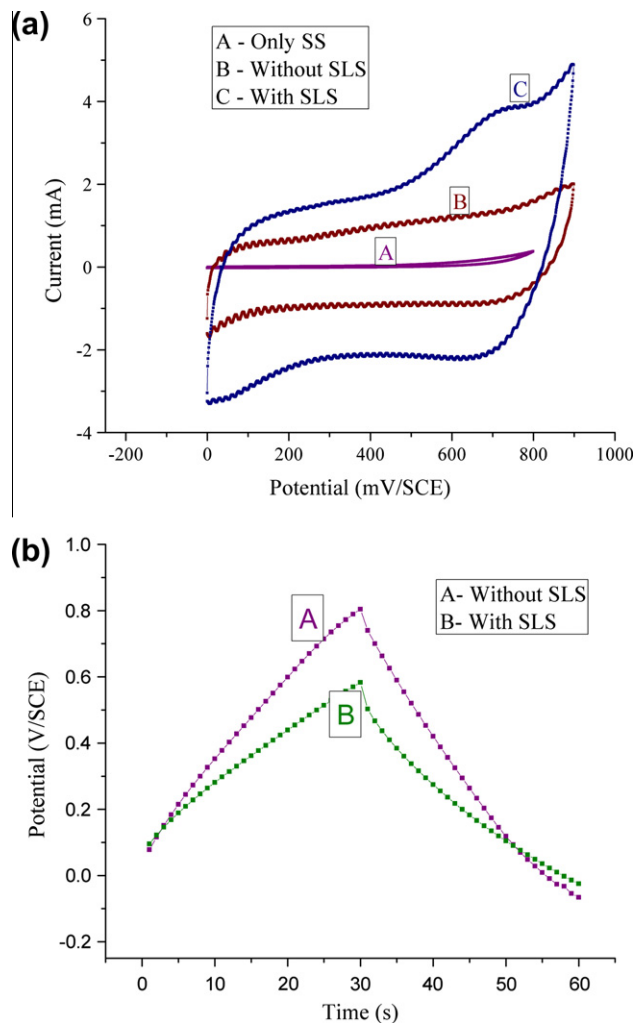 (a)
A - Only SS
B - Without SLS
C - With SLS
C
B
A
6
4
2
0
-2
-4
Current (mA)
-200 0 200 400 600 800 1000
Potential (mV/SCE)
(b)
A- Without SLS
B- With SLS
A
B
1.0
0.8
0.6
0.4
0.2
0.0
-0.2
Potential (V/SCE)
0 10 20 30 40 50 60
Time (s)